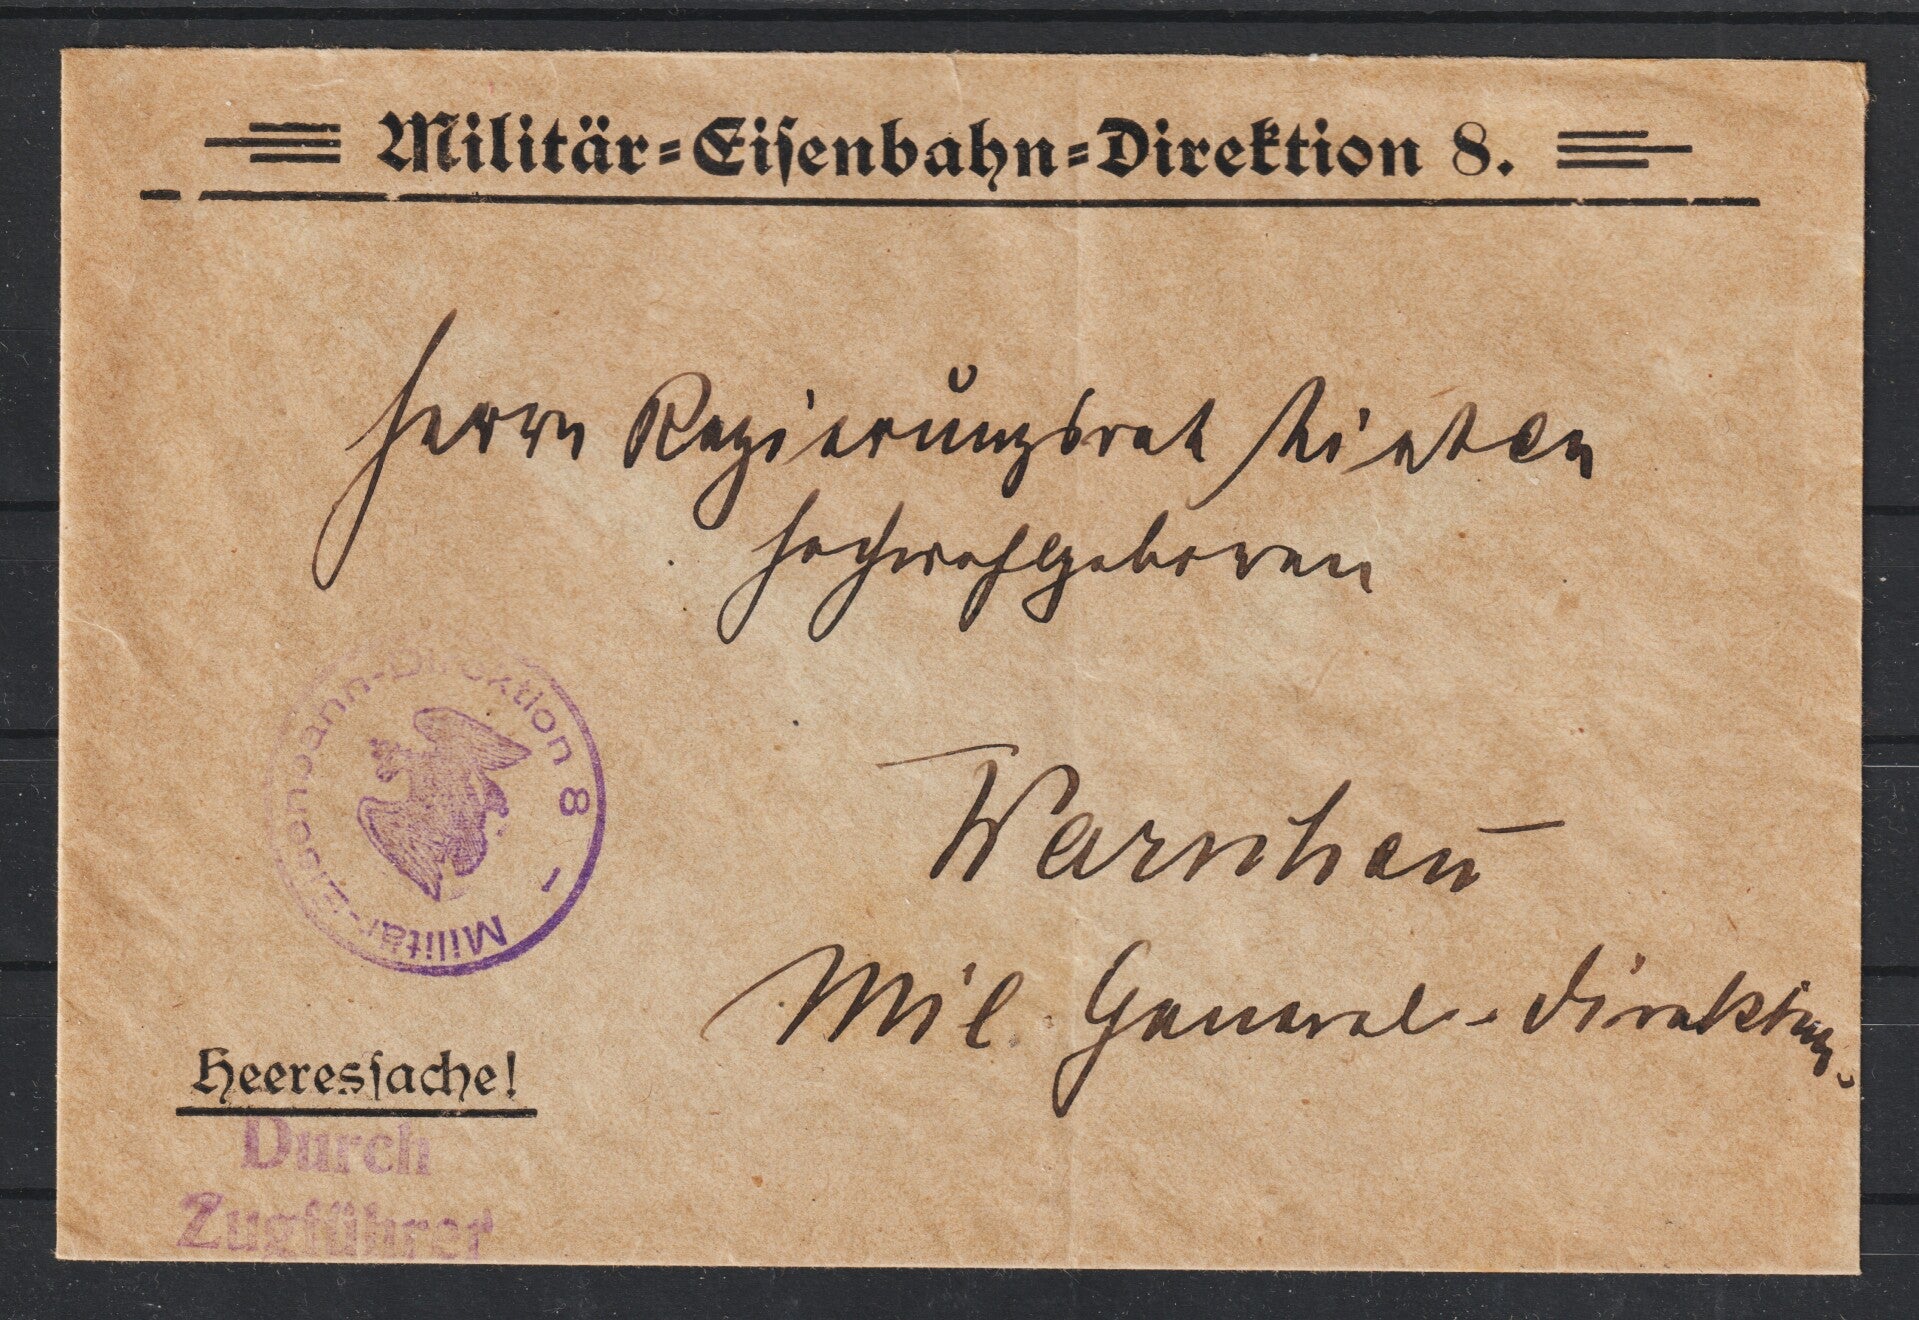 Militär-Eisenbahn-Direktion 8.
Herrn Regierungsrat
Hochwohlgeboren
Militär-Eisenbahn-Direktion 8 I
Warschau
Mil. General-Direktion.
Heeressache!
Durch
Zugführer